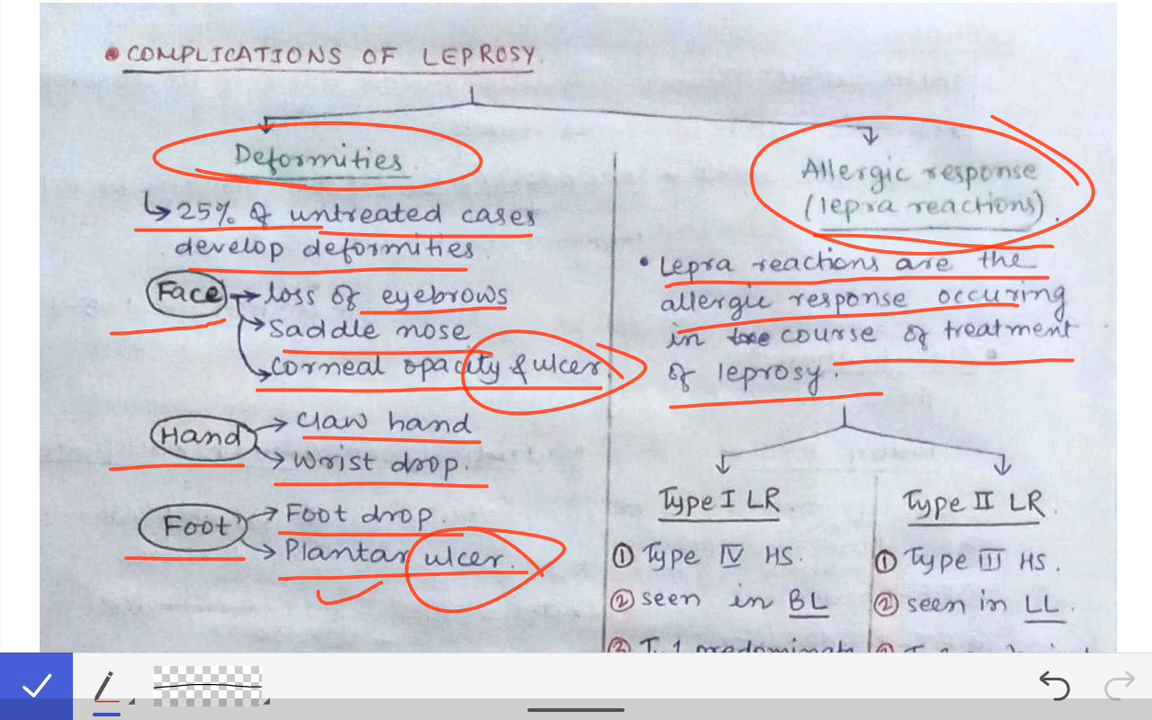 • COMPLICATIONS OF LEPROSY
Deformities
↳ 25% of untreated cases
develop deformities
Face → loss of eyebrows
→ Saddle nose
→ Corneal opacity & ulcer.
Hand → Claw hand
→ Wrist drop.
Foot → Foot drop.
→ Plantar ulcer.
Allergic response
(lepra reactions).
• Lepra reactions are the
allergic response occuring
in course of treatment
of leprosy.
Type I LR.
① Type IV HS.
② seen in BL
Type II LR.
① Type III HS.
② seen in LL.